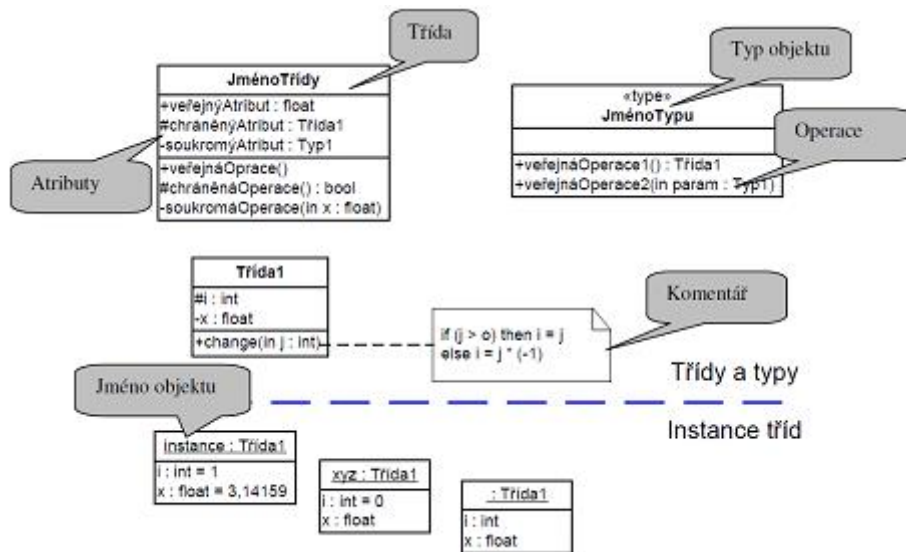 Třída
Typ objektu
JménoTřídy
+veřejnýAtribut : float
#chráněnýAtribut : Třída1
-soukromýAtribut : Typ1
+veřejnáOprace()
#chráněnáOperace() : bool
-soukromáOperace(in x : float)
Atributy
«type»
JménoTypu
+veřejnáOperace1() : Třída1
+veřejnáOperace2(in param : Typ1)
Operace
Třída1
#i : int
-x : float
+change(in j : int)
if (j > o) then i = j
else i = j * (-1)
Komentář
Třídy a typy
Instance tříd
Jméno objektu
instance : Třída1
i : int = 1
x : float = 3,14159
xyz : Třída1
i : int = 0
x : float
: Třída1
i : int
x : float